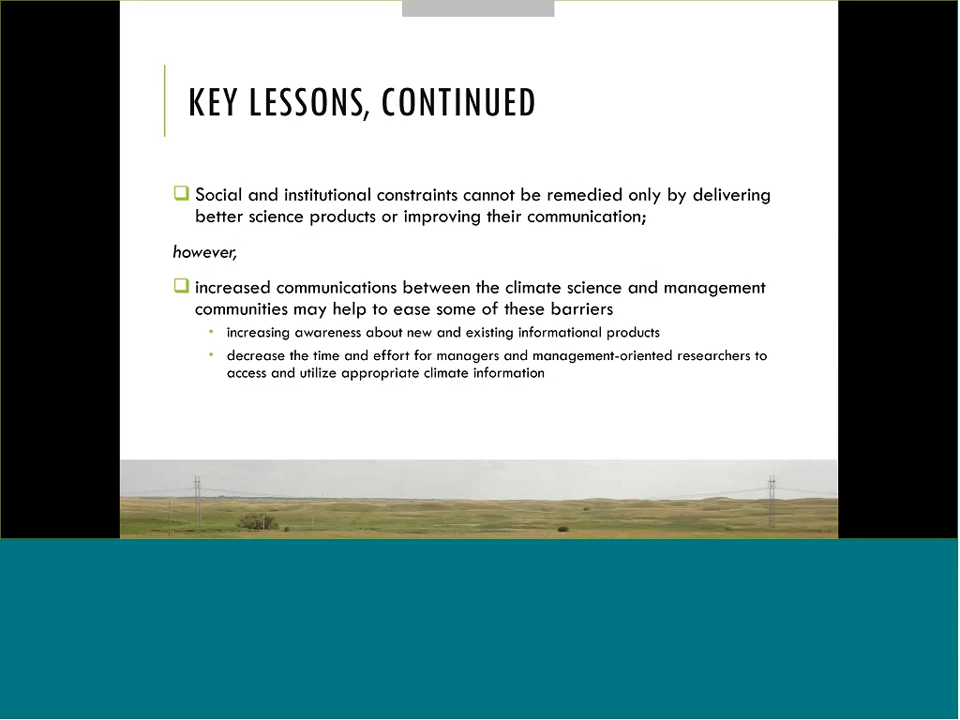 KEY LESSONS, CONTINUED
Social and institutional constraints cannot be remedied only by delivering
better science products or improving their communication;
however,
increased communications between the climate science and management
communities may help to ease some of these barriers
increasing awareness about new and existing informational products
decrease the time and effort for managers and management-oriented researchers to
access and utilize appropriate climate information